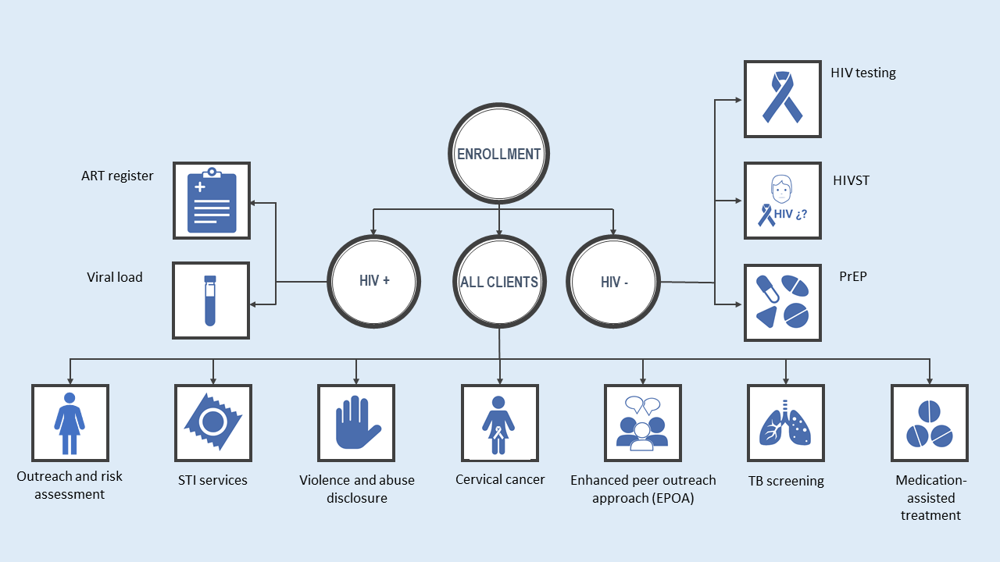 HIV testing
ENROLLMENT
ART register
HIVST
HIV ¿?
Viral load
PrEP
HIV +
ALL CLIENTS
HIV -
Outreach and risk
assessment
STI services
Violence and abuse
disclosure
Cervical cancer
Enhanced peer outreach
approach (EPOA)
TB screening
Medication-
assisted
treatment